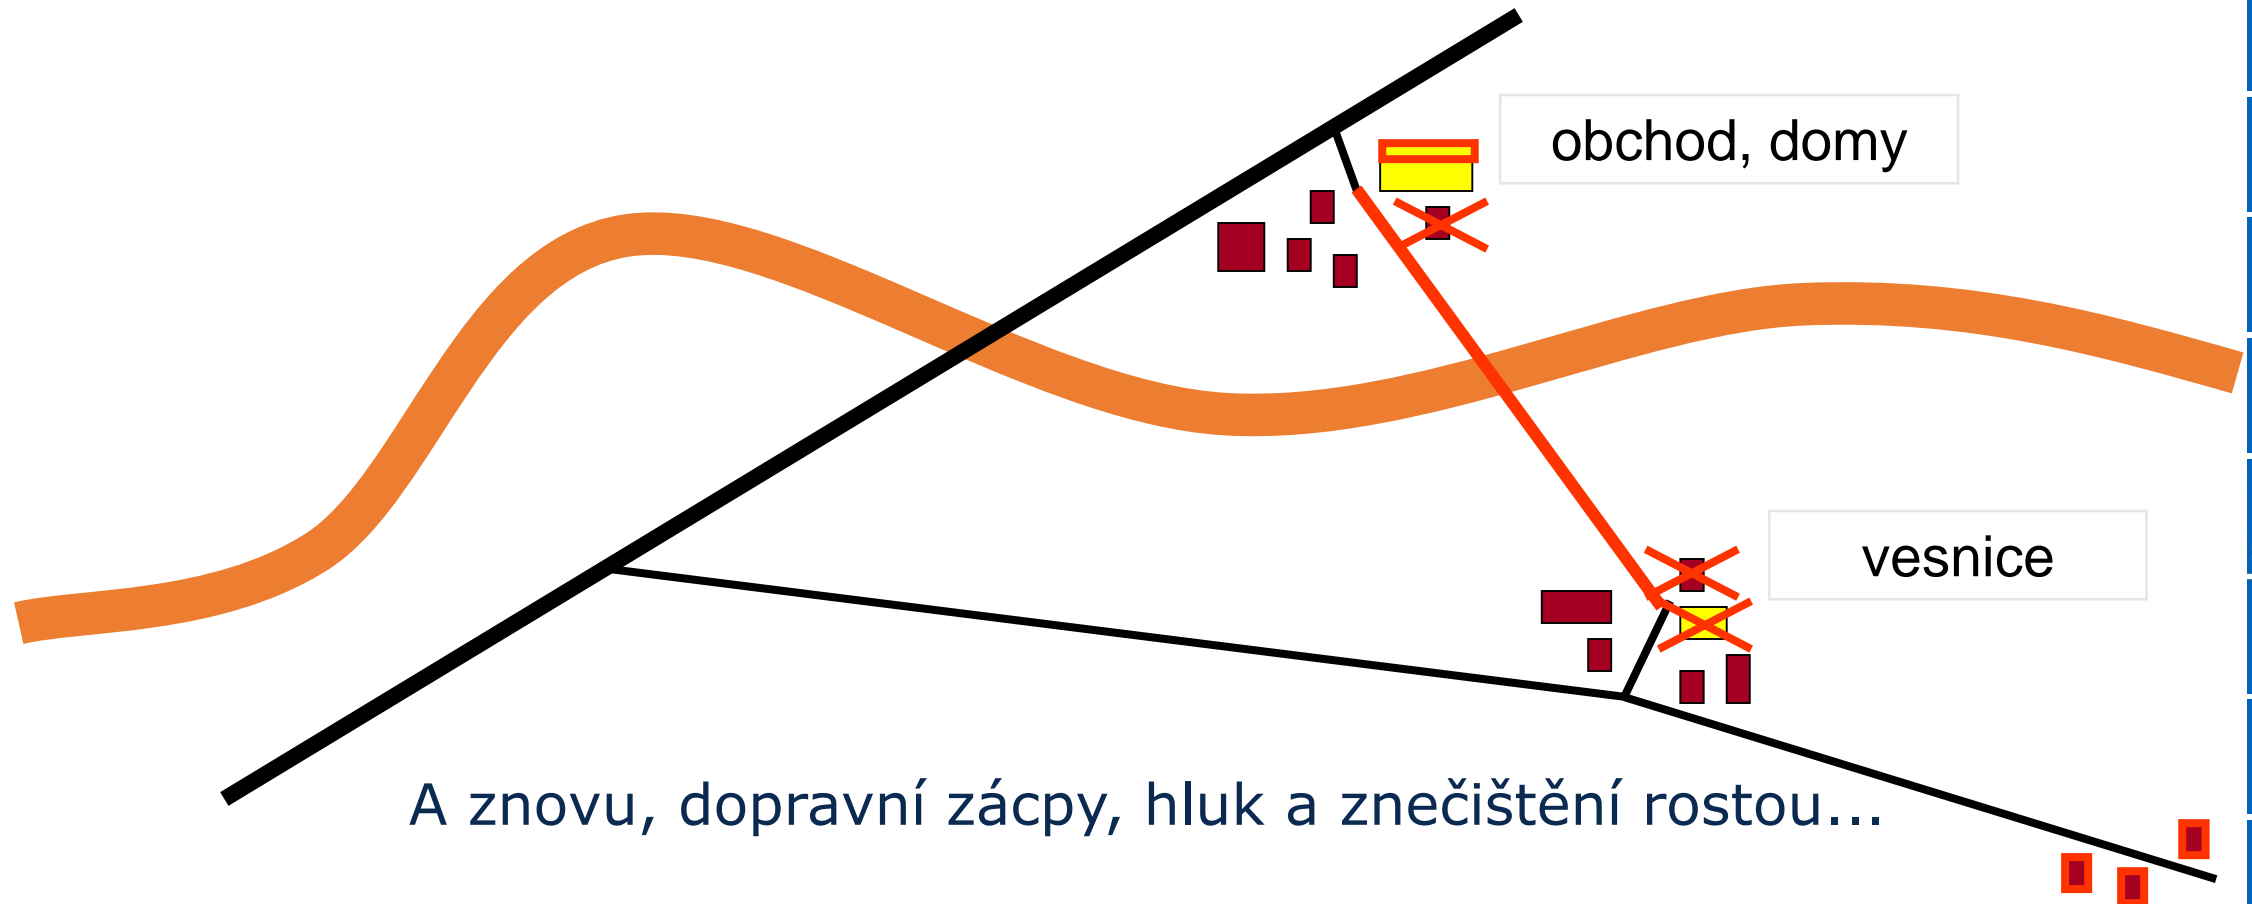 obchod, domy
vesnice
A znovu, dopravní zácpy, hluk a znečištění rostou...